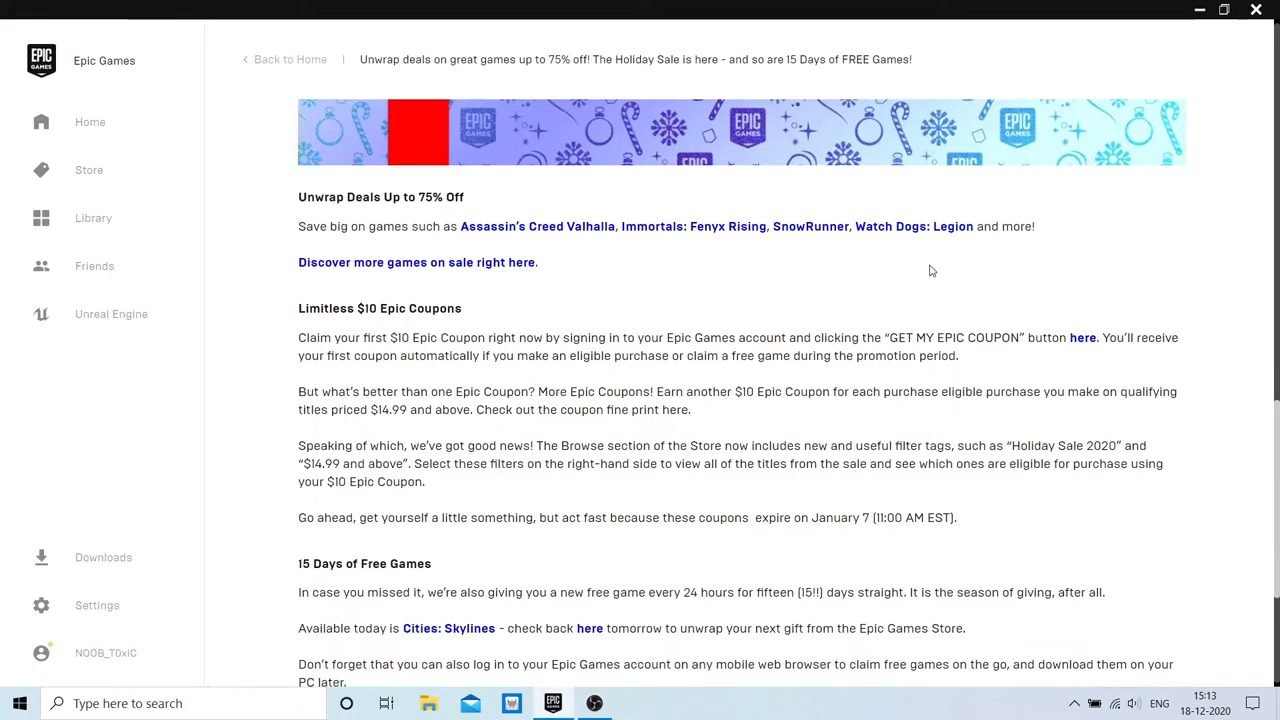 EPIC GAMES
Epic Games
Back to Home
Unwrap deals on great games up to 75% off! The Holiday Sale is here - and so are 15 Days of FREE Games!
Home
Store
Library
Friends
Unreal Engine
Downloads
Settings
NOOB_T0xIC
EPIC GAMES
EPIC GAMES
EPIC GAMES
EPIC
EPIC
Unwrap Deals Up to 75% Off
Save big on games such as Assassin's Creed Valhalla, Immortals: Fenyx Rising, SnowRunner, Watch Dogs: Legion and more!
Discover more games on sale right here.
Limitless $10 Epic Coupons
Claim your first $10 Epic Coupon right now by signing in to your Epic Games account and clicking the “GET MY EPIC COUPON” button here. You’ll receive
your first coupon automatically if you make an eligible purchase or claim a free game during the promotion period.
But what’s better than one Epic Coupon? More Epic Coupons! Earn another $10 Epic Coupon for each purchase eligible purchase you make on qualifying
titles priced $14.99 and above. Check out the coupon fine print here.
Speaking of which, we’ve got good news! The Browse section of the Store now includes new and useful filter tags, such as “Holiday Sale 2020” and
“$14.99 and above”. Select these filters on the right-hand side to view all of the titles from the sale and see which ones are eligible for purchase using
your $10 Epic Coupon.
Go ahead, get yourself a little something, but act fast because these coupons  expire on January 7 (11:00 AM EST).
15 Days of Free Games
In case you missed it, we’re also giving you a new free game every 24 hours for fifteen (15!!) days straight. It is the season of giving, after all.
Available today is Cities: Skylines - check back here tomorrow to unwrap your next gift from the Epic Games Store.
Don’t forget that you can also log in to your Epic Games account on any mobile web browser to claim free games on the go, and download them on your
PC later.
Type here to search
ENG
15:13
18-12-2020